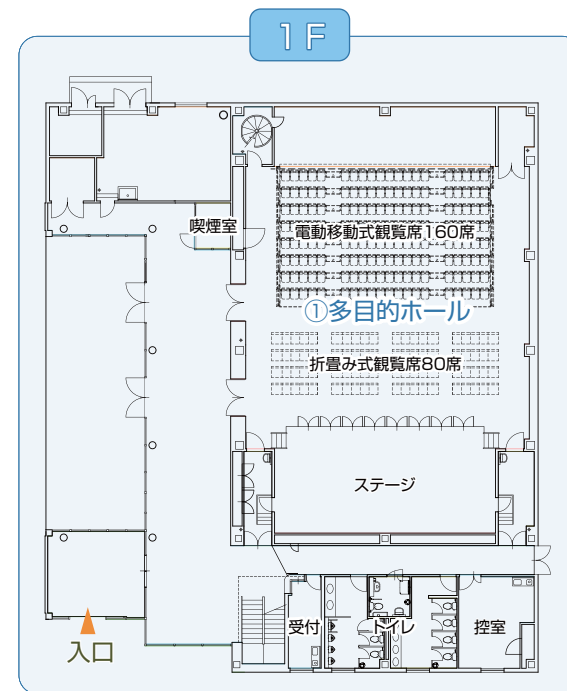 1F
喫煙室
電動移動式観覧席160席
①多目的ホール
折畳み式観覧席80席
ステージ
受付
トイレ
控室
入口